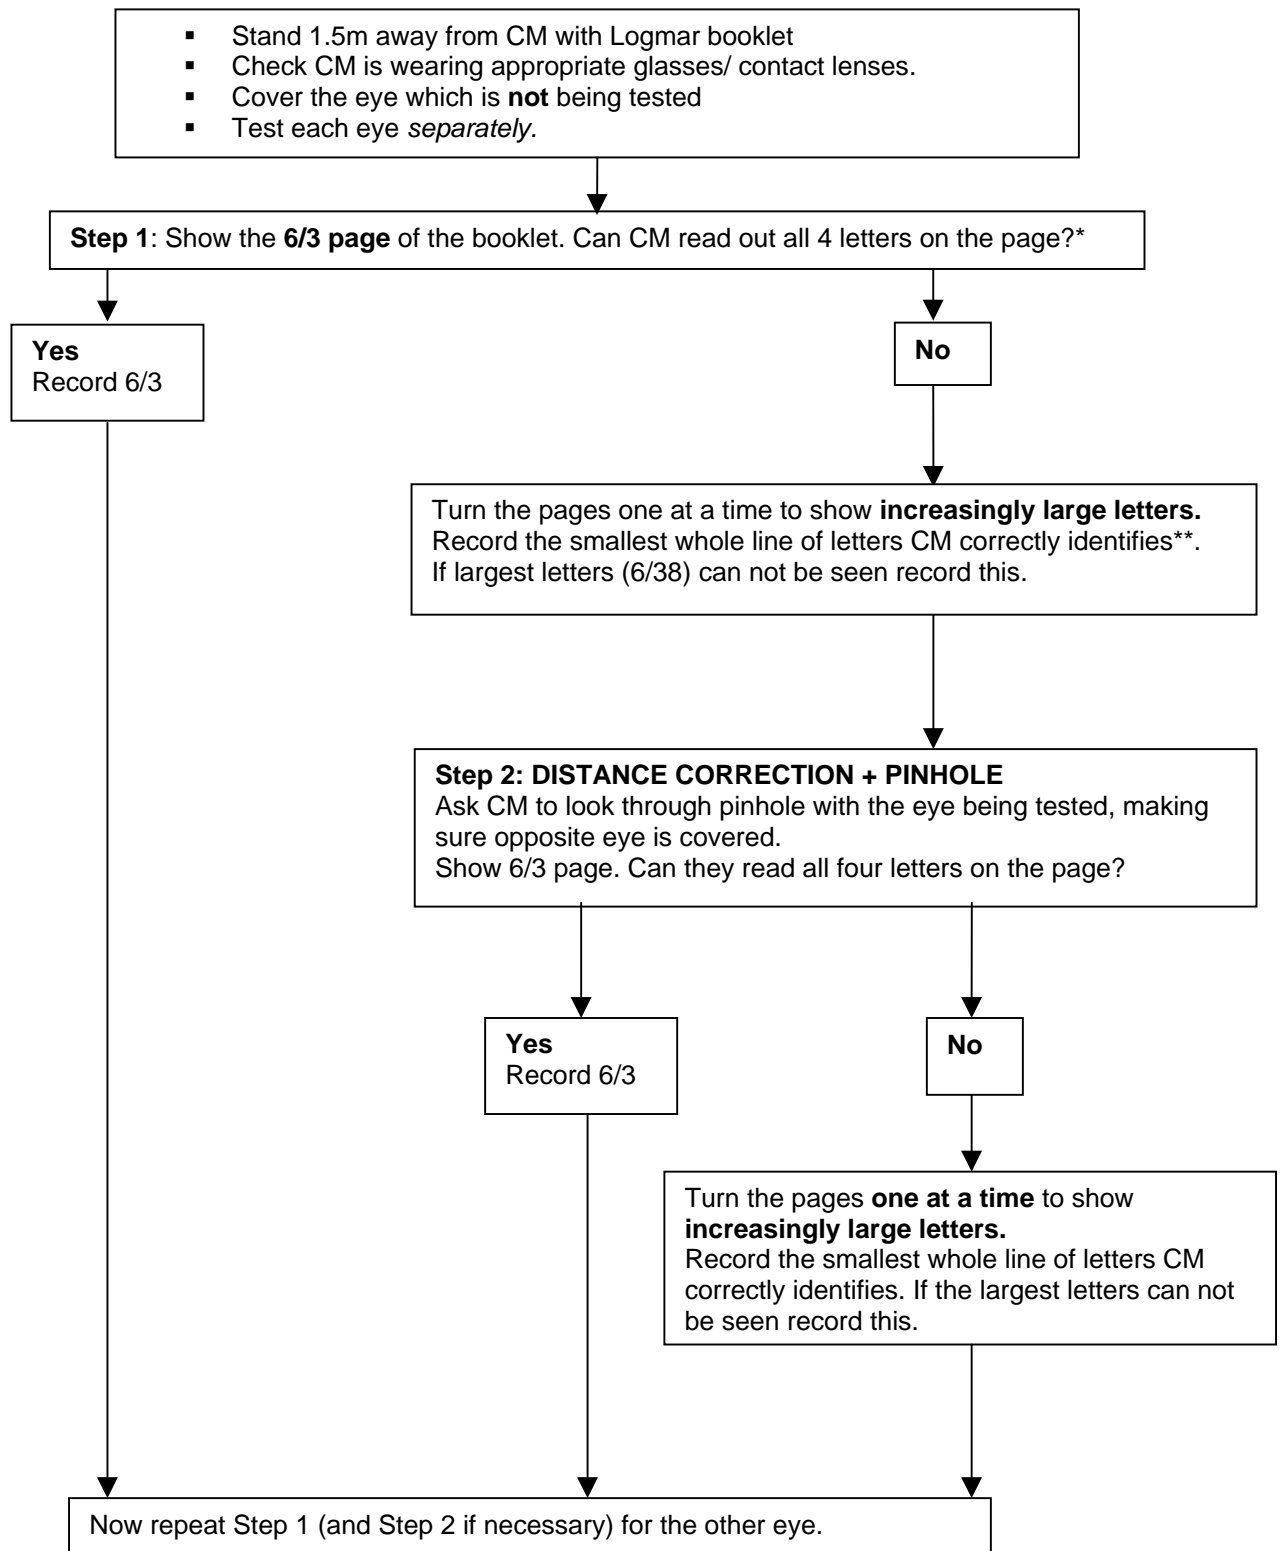 ▪ Stand 1.5m away from CM with Logmar booklet
▪ Check CM is wearing appropriate glasses/ contact lenses.
▪ Cover the eye which is not being tested
▪ Test each eye separately.
Step 1: Show the 6/3 page of the booklet. Can CM read out all 4 letters on the page?*
Yes
Record 6/3
No
Turn the pages one at a time to show increasingly large letters.
Record the smallest whole line of letters CM correctly identifies**.
If largest letters (6/38) can not be seen record this.
Step 2: DISTANCE CORRECTION + PINHOLE
Ask CM to look through pinhole with the eye being tested, making
sure opposite eye is covered.
Show 6/3 page. Can they read all four letters on the page?
Yes
Record 6/3
No
Turn the pages one at a time to show
increasingly large letters.
Record the smallest whole line of letters CM
correctly identifies. If the largest letters can not
be seen record this.
Now repeat Step 1 (and Step 2 if necessary) for the other eye.